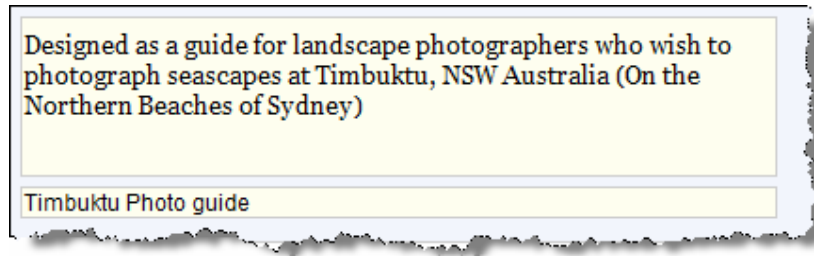 Designed as a guide for landscape photographers who wish to
photograph seascapes at Timbuktu, NSW Australia (On the
Northern Beaches of Sydney)
Timbuktu Photo guide